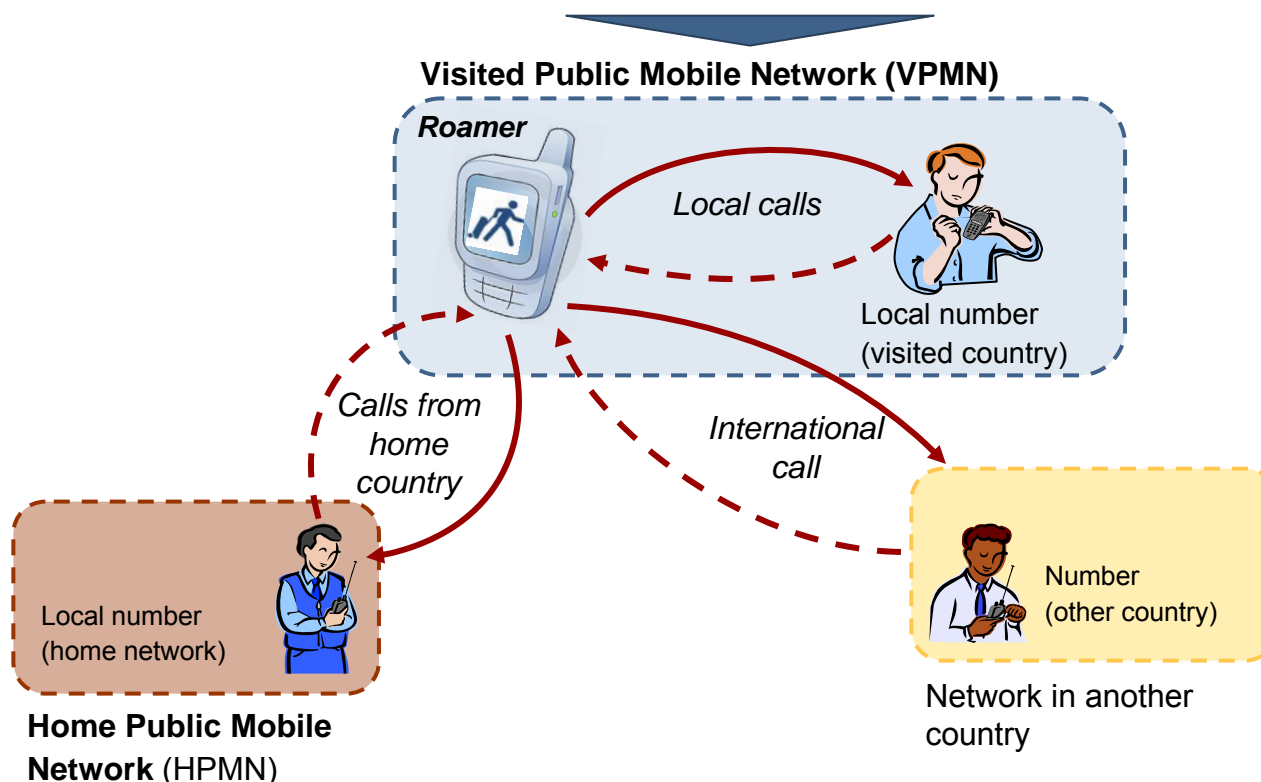 Visited Public Mobile Network (VPMN)
Roamer
Local calls
Local number
(visited country)
Calls from
home
country
International
call
Local number
(home network)
Number
(other country)
Home Public Mobile
Network (HPMN)
Network in another
country